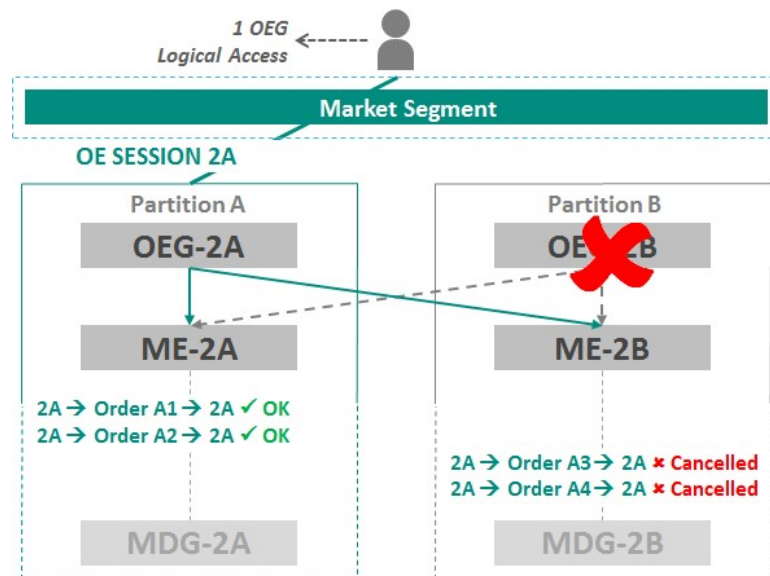 1 OEG
Logical Access
Market Segment
OE SESSION 2A
Partition A
Partition B
OEG-2A
ME-2A
ME-2B
2A → Order A1 → 2A ✓ OK
2A → Order A2 → 2A ✓ OK
2A → Order A3 → 2A ✖ Cancelled
2A → Order A4 → 2A ✖ Cancelled
MDG-2A
MDG-2B